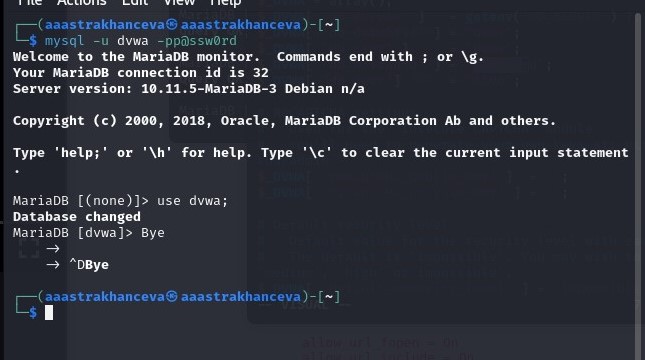 File Actions Edit View Help
┌──(aaastrakhanceva㉿aaastrakhanceva)-[~]
└─$ mysql -u dvwa -pp@ssw0rd
Welcome to the MariaDB monitor.  Commands end with ; or \g.
Your MariaDB connection id is 32
Server version: 10.11.5-MariaDB-3 Debian n/a

Copyright (c) 2000, 2018, Oracle, MariaDB Corporation Ab and others.

Type 'help;' or '\h' for help. Type '\c' to clear the current input statement
.

MariaDB [(none)]> use dvwa;
Database changed
MariaDB [dvwa]> Bye
    →
    → ^DBye

┌──(aaastrakhanceva㉿aaastrakhanceva)-[~]
└─$